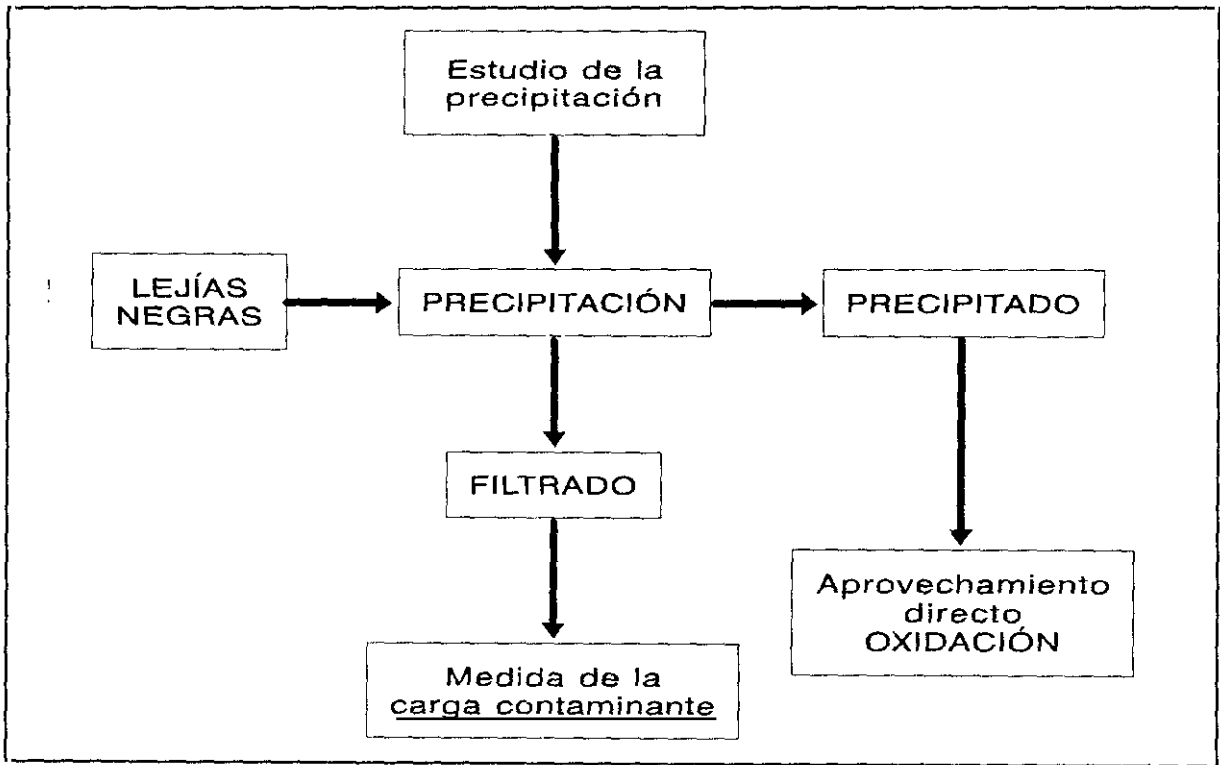 Estudio de la
precipitación
LEJÍAS
NEGRAS
PRECIPITACIÓN
PRECIPITADO
FILTRADO
Aprovechamiento
directo
OXIDACIÓN
Medida de la
carga contaminante